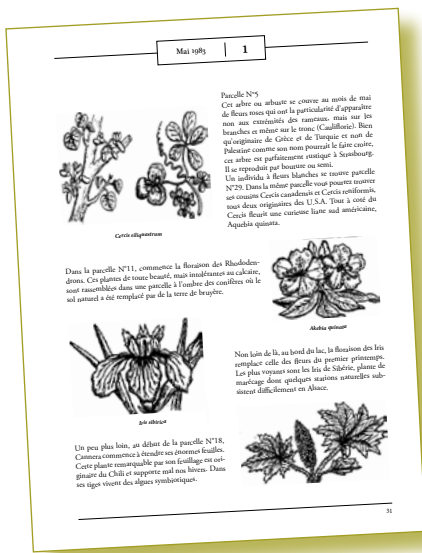 Mai 1983 | 1
Parcelle N°5
Cet arbre ou arbuste se couvre au mois de mai
de fleurs roses qui ont la particularité d'apparaître
non aux extrémités des rameaux, mais sur les
branches et même sur le tronc (Cauliflorie). Bien
qu'originaire de Grèce et de Turquie et non de
Palestine comme son nom pourrait le faire croire,
cet arbre est parfaitement rustique à Strasbourg.
Il se reproduit par bouture ou semi.
Un individu à fleurs blanches se trouve parcelle
N°29. Dans la même parcelle vous pourrez trouver
ses cousins Cercis canadensis et Cercis reniformis,
tous deux originaires des U.S.A. Tout à coté du
Cercis fleurit une curieuse liane sud américaine,
Aquebia quinata.
Cercis siliquastrum
Dans la parcelle N°11, commence la floraison des Rhododen-
drons. Ces plantes de toute beauté, mais intolérantes au calcaire,
sont rassemblées dans une parcelle à l'ombre des conifères où le
sol naturel a été remplacé par de la terre de bruyère.
Akebia quinata
Non loin de là, au bord du lac, la floraison des Iris
remplace celle des fleurs du premier printemps.
Les plus voyants sont les Iris de Sibérie, plante de
marécage dont quelques stations naturelles sub-
sistent difficilement en Alsace.
Iris sibirica
Un peu plus loin, au début de la parcelle N°18,
Cannera commence à étendre ses énormes feuilles.
Certe plante remarquable par son feuillage est ori-
ginaire du Chili et supporte mal nos hivers. Dans
ses tiges vivent des algues symbiotiques.
31